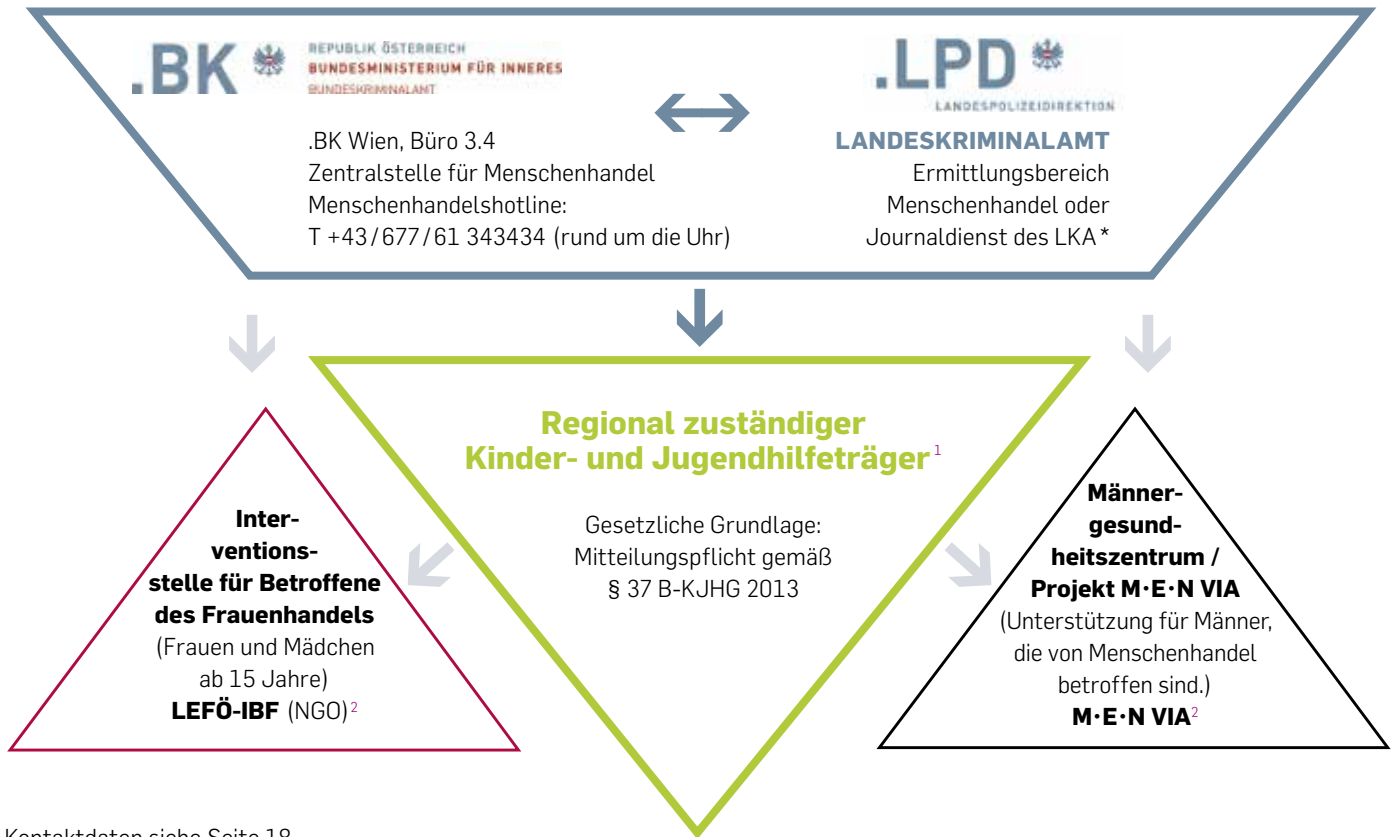 .BK
REPUBLIK ÖSTERREICH
BUNDESMINISTERIUM FÜR INNERES
BUNDESKRIMINALAMT
.BK Wien, Büro 3.4
Zentralstelle für Menschenhandel
Menschenhandelshotline:
T +43/677/61 343434 (rund um die Uhr)
.LPD
LANDESPOLIZEIDIREKTION
LANDESKRIMINALAMT
Ermittlungsbereich
Menschenhandel oder
Journaldienst des LKA*
Regional zuständiger
Kinder- und Jugendhilfeträger 1
Gesetzliche Grundlage:
Mitteilungspflicht gemäß
§ 37 B-KJHG 2013
Inter-
ventions-
stelle für Betroffene
des Frauenhandels
(Frauen und Mädchen
ab 15 Jahre)
LEFÖ-IBF (NGO) 2
Männer-
gesund-
heitszentrum /
Projekt M·E·N VIA
(Unterstützung für Männer,
die von Menschenhandel
betroffen sind.)
M·E·N VIA 2
Kontaktdaten siehe Seite 18